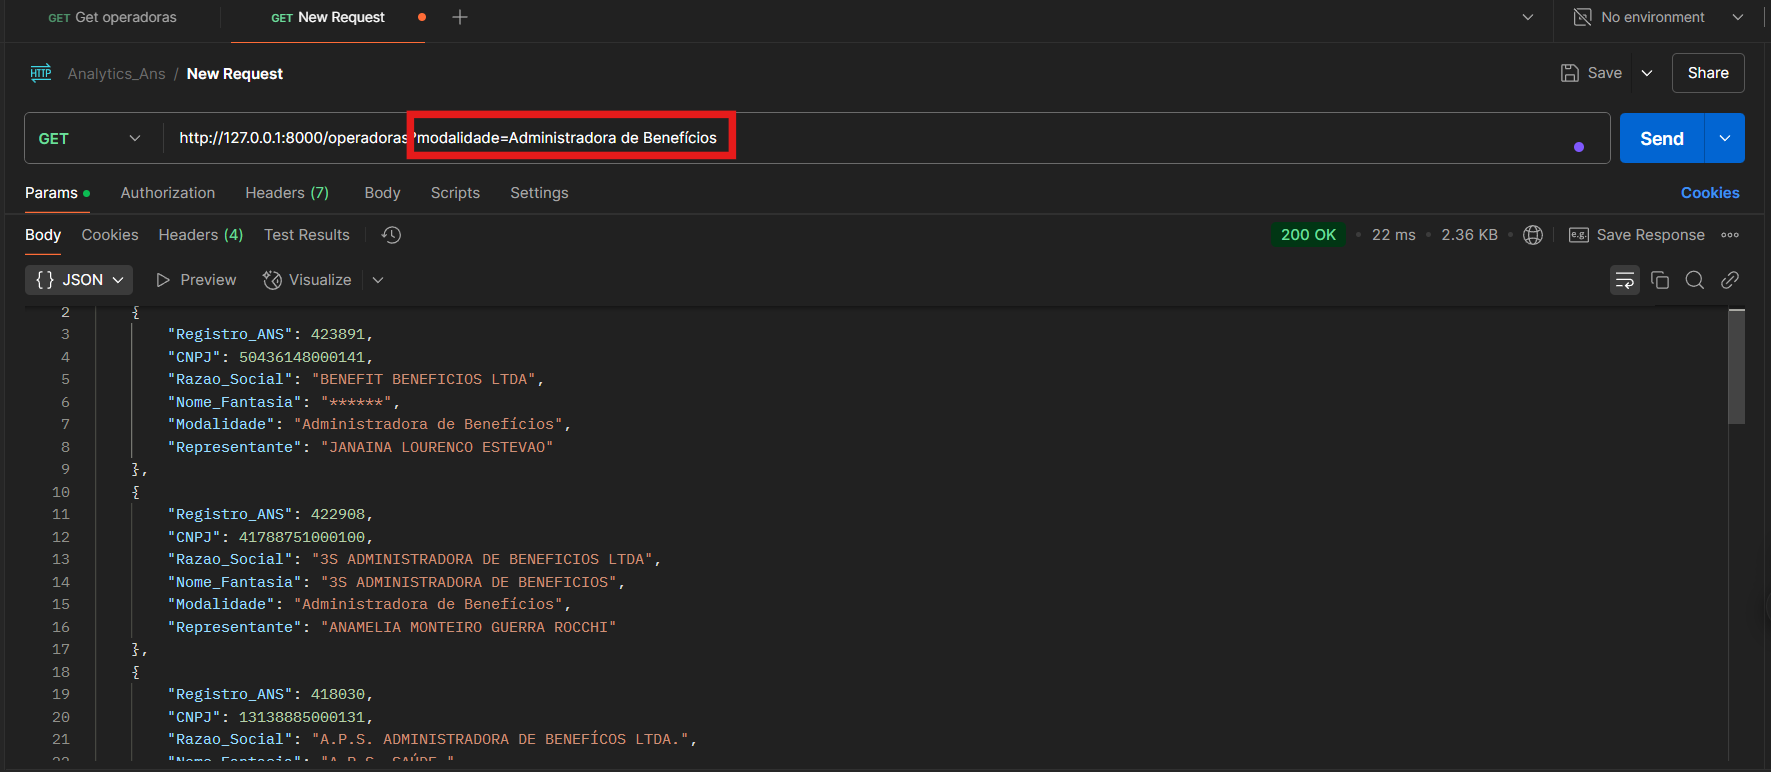 GET Get operadoras GET New Request No environment
HTTP Analytics_Ans / New Request Save Share
GET http://127.0.0.1:8000/operadoras?modalidade=Administradora de Benefícios Send
Params Authorization Headers (7) Body Scripts Settings Cookies
Body Cookies Headers (4) Test Results 200 OK • 22 ms • 2.36 KB • e.g. Save Response
{} JSON Preview Visualize
2 {
3 "Registro_ANS": 423891,
4 "CNPJ": 50436148000141,
5 "Razao_Social": "BENEFIT BENEFICIOS LTDA",
6 "Nome_Fantasia": "******",
7 "Modalidade": "Administradora de Benefícios",
8 "Representante": "JANAINA LOURENCO ESTEVAO"
9 },
10 {
11 "Registro_ANS": 422908,
12 "CNPJ": 41788751000100,
13 "Razao_Social": "3S ADMINISTRADORA DE BENEFICIOS LTDA",
14 "Nome_Fantasia": "3S ADMINISTRADORA DE BENEFICIOS",
15 "Modalidade": "Administradora de Benefícios",
16 "Representante": "ANAMELIA MONTEIRO GUERRA ROCCHI"
17 },
18 {
19 "Registro_ANS": 418030,
20 "CNPJ": 13138885000131,
21 "Razao_Social": "A.P.S. ADMINISTRADORA DE BENEFÍCOS LTDA.",
22 "Nome_Fantasia": "A.P.S. SAÚDE "